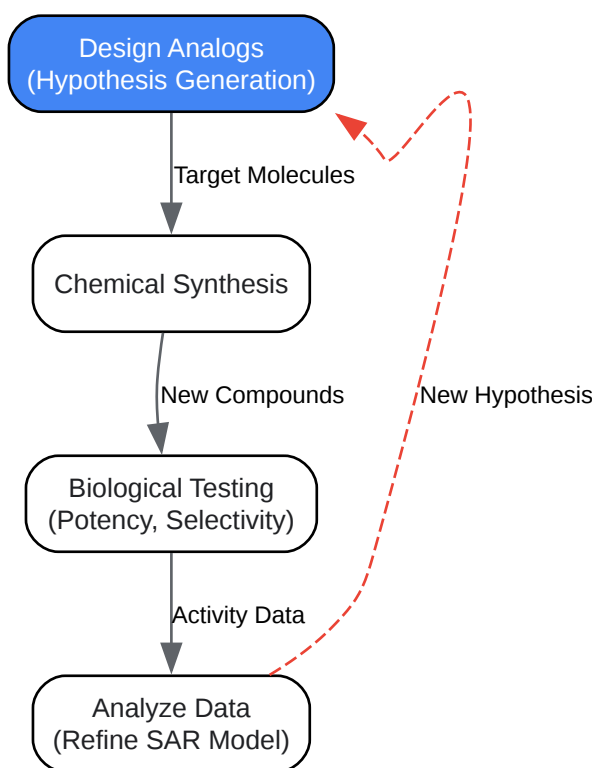 Design Analogs
(Hypothesis Generation)
Target Molecules
Chemical Synthesis
New Compounds
New Hypothesis
Biological Testing
(Potency, Selectivity)
Activity Data
Analyze Data
(Refine SAR Model)